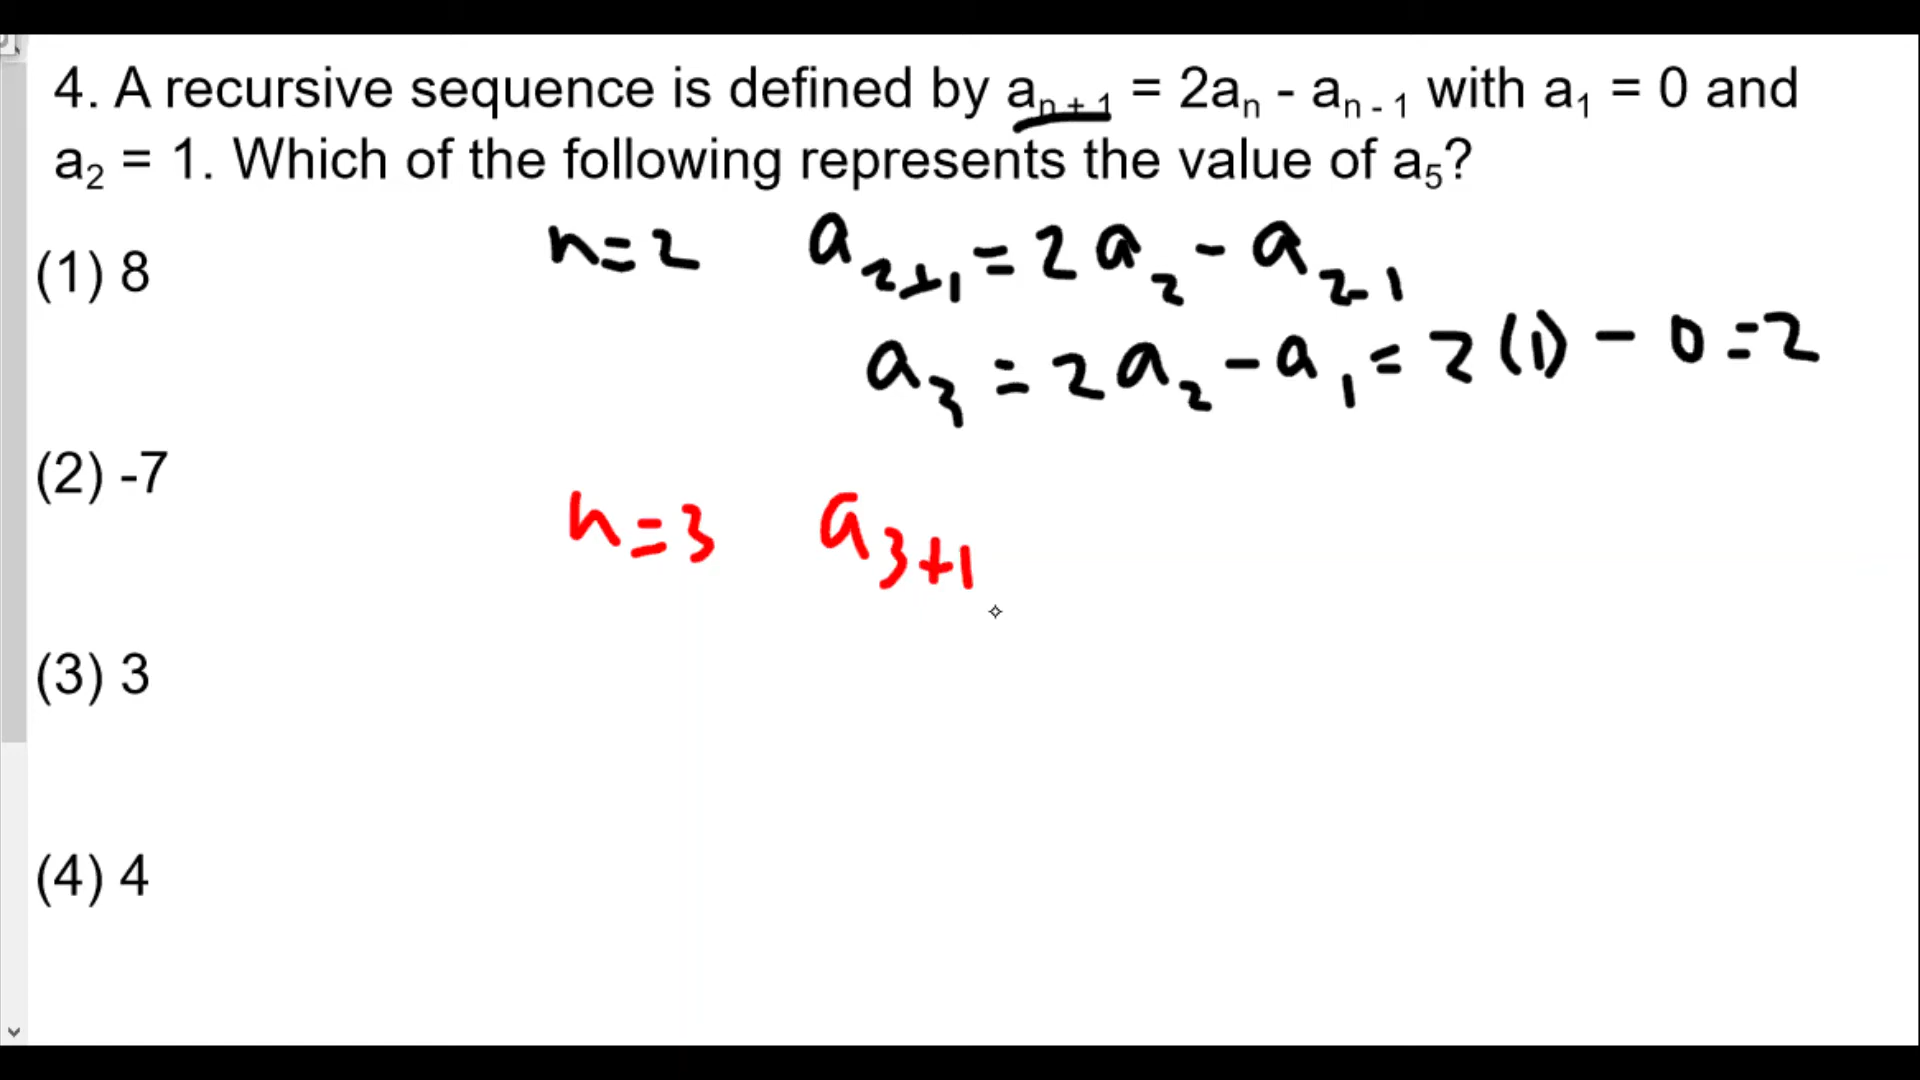 4. A recursive sequence is defined by aₙ₊₁ = 2aₙ - aₙ₋₁ with a₁ = 0 and
a₂ = 1. Which of the following represents the value of a₅?
n=2 a₂₊₁ = 2a₂ - a₂₋₁
(1) 8
a₃ = 2a₂ - a₁ = 2(1) - 0 = 2
(2) -7
n=3 a₃₊₁
(3) 3
(4) 4